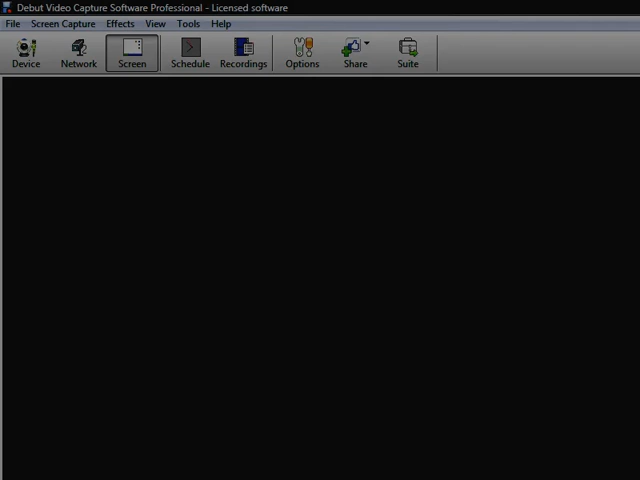 Debut Video Capture Software Professional - Licensed software
File Screen Capture Effects View Tools Help
Device Network Screen Schedule Recordings Options Share Suite